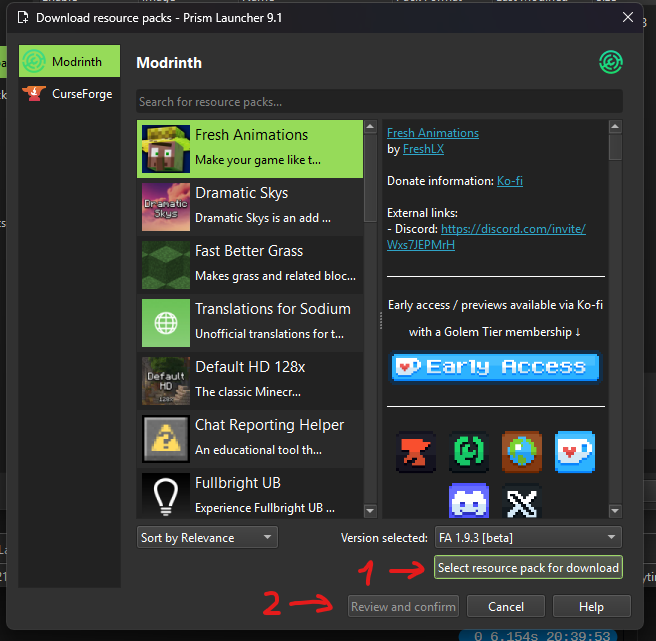 Download resource packs - Prism Launcher 9.1
Modrinth
CurseForge
Modrinth
Search for resource packs...
Fresh Animations
Make your game like t...
Dramatic Skys
Dramatic Skys
Dramatic Skys is an add ...
Fast Better Grass
Makes grass and related bloc...
Translations for Sodium
Unofficial translations for t...
Default HD 128x
Default HD 128x
The classic Minecr...
Chat Reporting Helper
An educational tool th...
Fullbright UB
Experience Fullbright UB ...
Fresh Animations
by FreshLX
Donate information: Ko-fi
External links:
- Discord: https://discord.com/invite/
Wxs7JEPMrH
Early access / previews available via Ko-fi
with a Golem Tier membership ↓
Early Access
Sort by Relevance
Version selected: FA 1.9.3 [beta]
1 → Select resource pack for download
2 → Review and confirm
Cancel
Help
0 6.154s 20:39:53